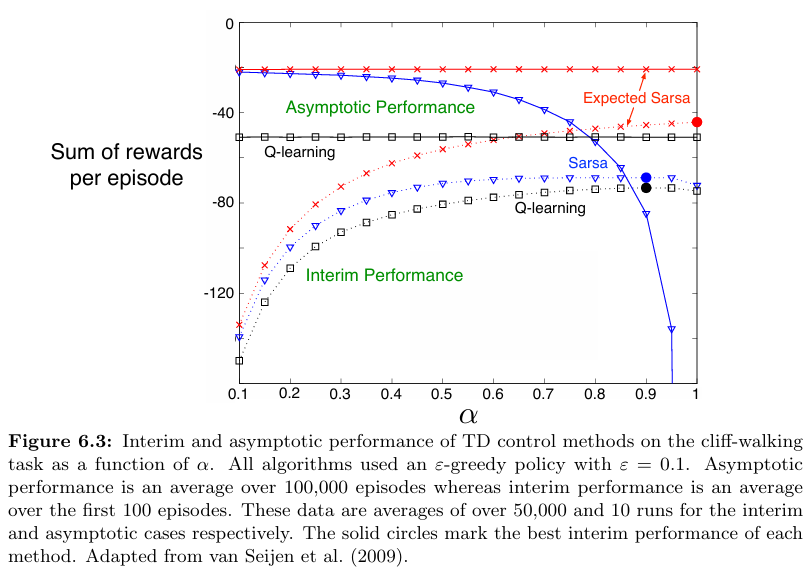 0
Expected Sarsa
-40
Asymptotic Performance
Sum of rewards
per episode
Q-learning
Sarsa
-80
Q-learning
Interim Performance
-120
0.1 0.2 0.3 0.4 0.5 0.6 0.7 0.8 0.9 1
α
Figure 6.3: Interim and asymptotic performance of TD control methods on the cliff-walking
task as a function of α. All algorithms used an ε-greedy policy with ε = 0.1. Asymptotic
performance is an average over 100,000 episodes whereas interim performance is an average
over the first 100 episodes. These data are averages of over 50,000 and 10 runs for the interim
and asymptotic cases respectively. The solid circles mark the best interim performance of each
method. Adapted from van Seijen et al. (2009).